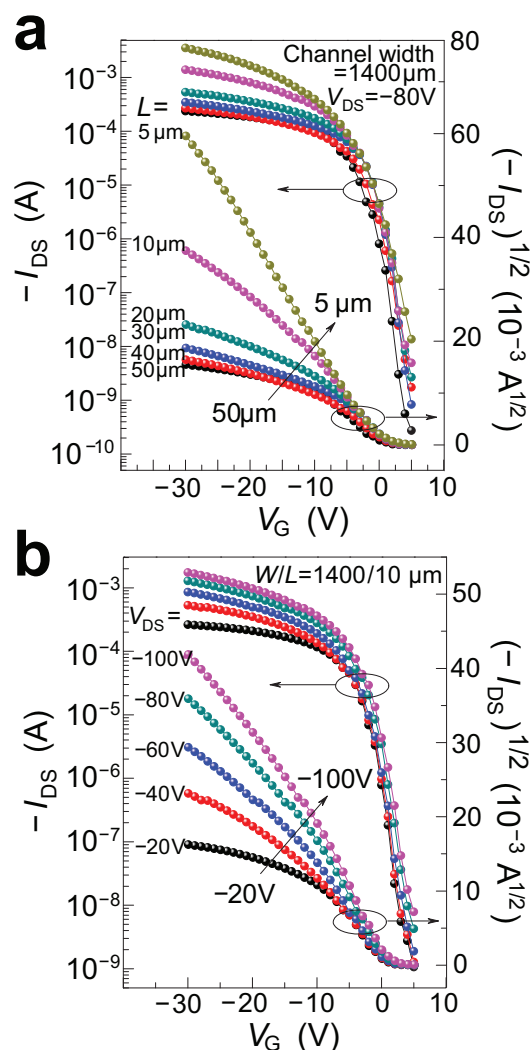 a
Channel width
=1400μm
V_DS=−80V
L=
5μm
10μm
20μm
30μm
40μm
50μm
5μm
50μm
10⁻³
10⁻⁴
10⁻⁵
10⁻⁶
10⁻⁷
10⁻⁸
10⁻⁹
10⁻¹⁰
−I_DS (A)
80
60
40
20
0
(−I_DS)^1/2 (10⁻³ A^1/2)
−30 −20 −10 0 10
V_G (V)
b
W/L=1400/10 μm
V_DS=
−100V
−80V
−60V
−40V
−20V
−100V
−20V
10⁻³
10⁻⁴
10⁻⁵
10⁻⁶
10⁻⁷
10⁻⁸
10⁻⁹
−I_DS (A)
50
40
30
20
10
0
(−I_DS)^1/2 (10⁻³ A^1/2)
−30 −20 −10 0 10
V_G (V)